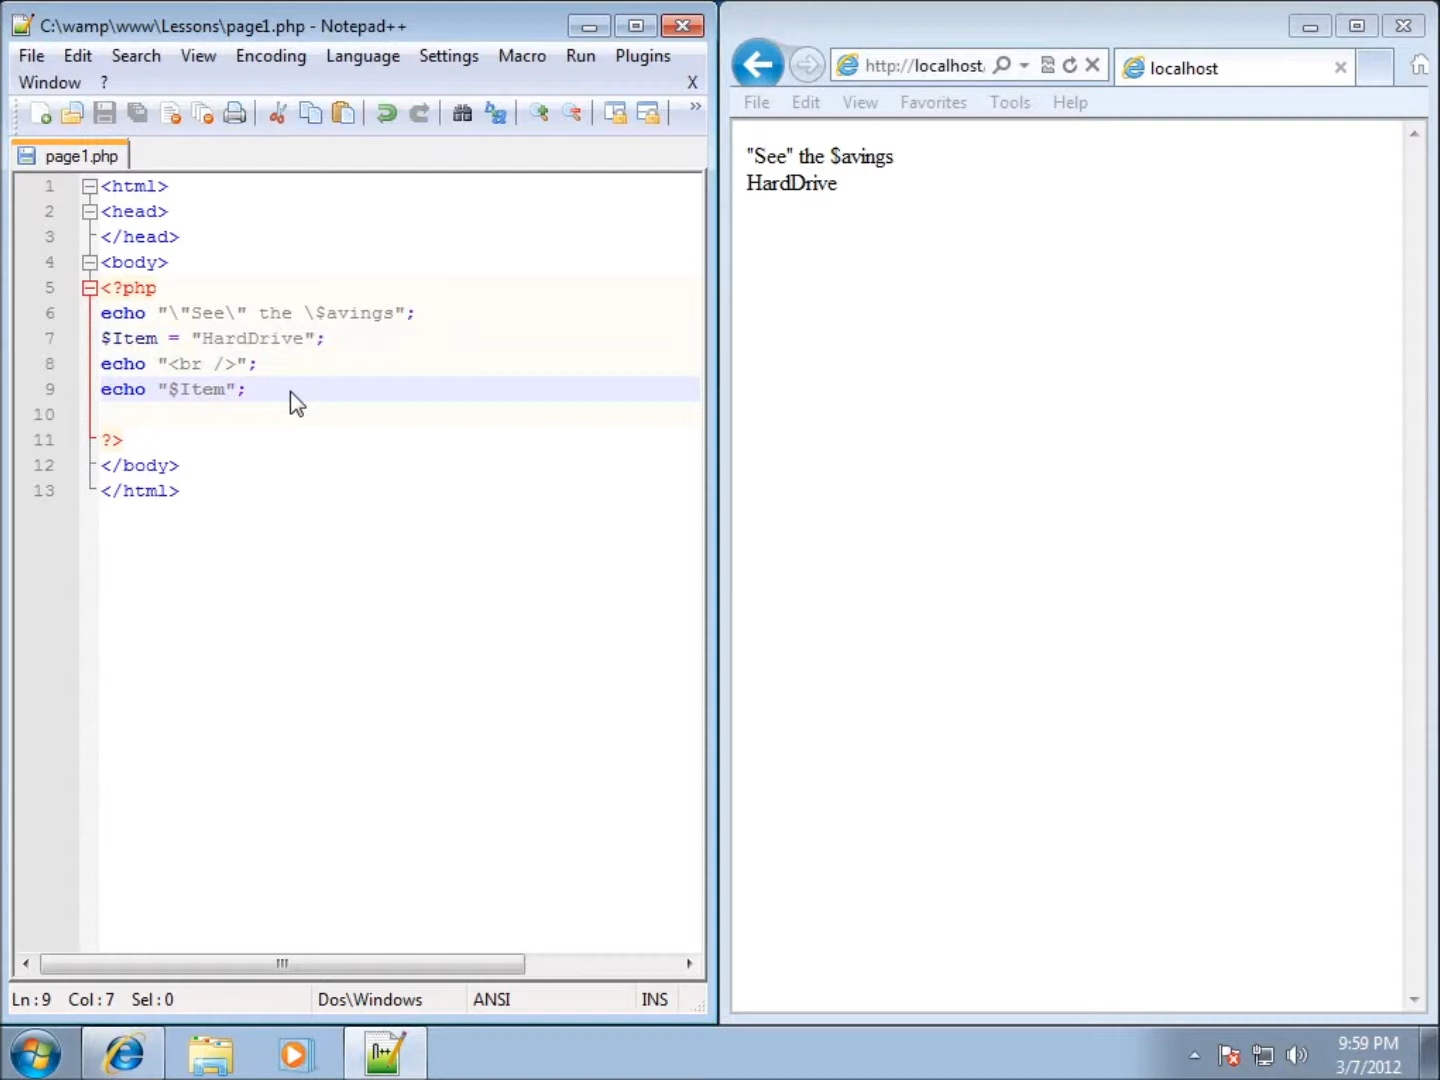 C:\wamp\www\Lessons\page1.php - Notepad++
File Edit Search View Encoding Language Settings Macro Run Plugins
Window ? X
page1.php
1 <html>
2 <head>
3 </head>
4 <body>
5 <?php
6 echo "\"See\" the \$avings";
7 $Item = "HardDrive";
8 echo "<br />";
9 echo "$Item";
10
11 ?>
12 </body>
13 </html>
Ln : 9 Col : 7 Sel : 0 Dos\Windows ANSI INS
http://localhost
localhost
File Edit View Favorites Tools Help
"See" the $avings
HardDrive
9:59 PM
3/7/2012